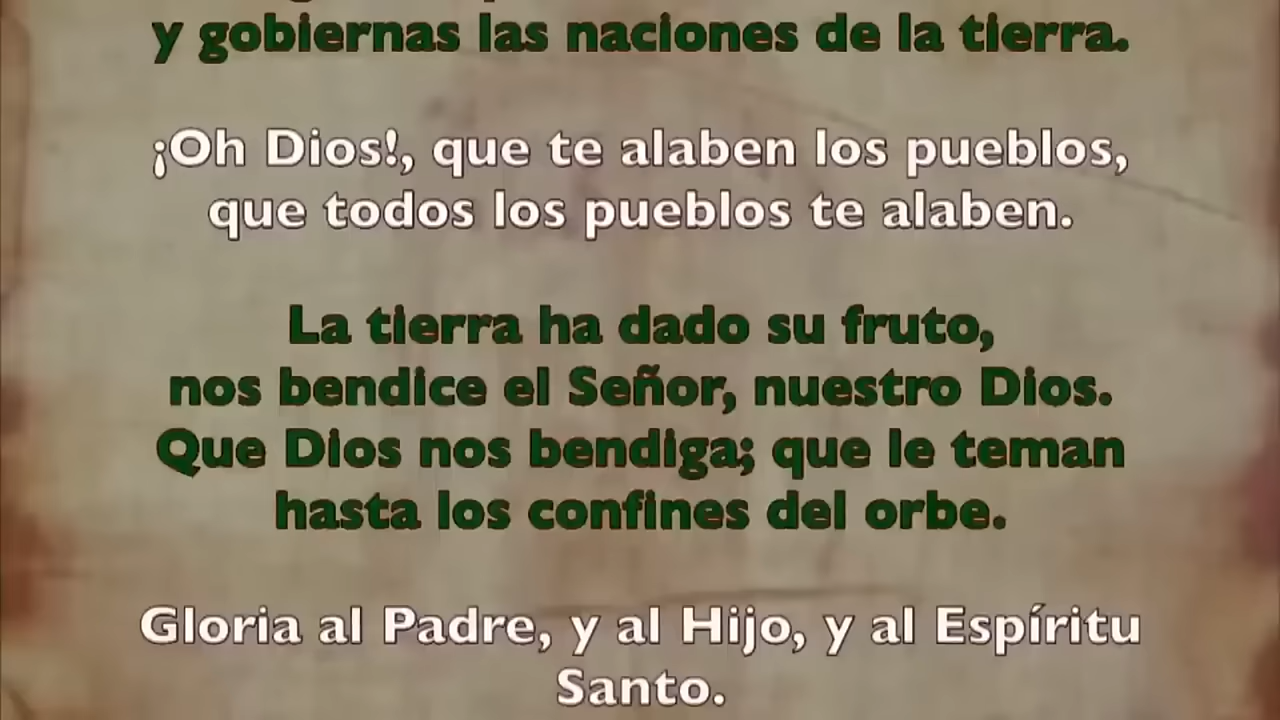 y gobiernas las naciones de la tierra.
¡Oh Dios!, que te alaben los pueblos,
que todos los pueblos te alaben.
La tierra ha dado su fruto,
nos bendice el Señor, nuestro Dios.
Que Dios nos bendiga; que le teman
hasta los confines del orbe.
Gloria al Padre, y al Hijo, y al Espíritu
Santo.